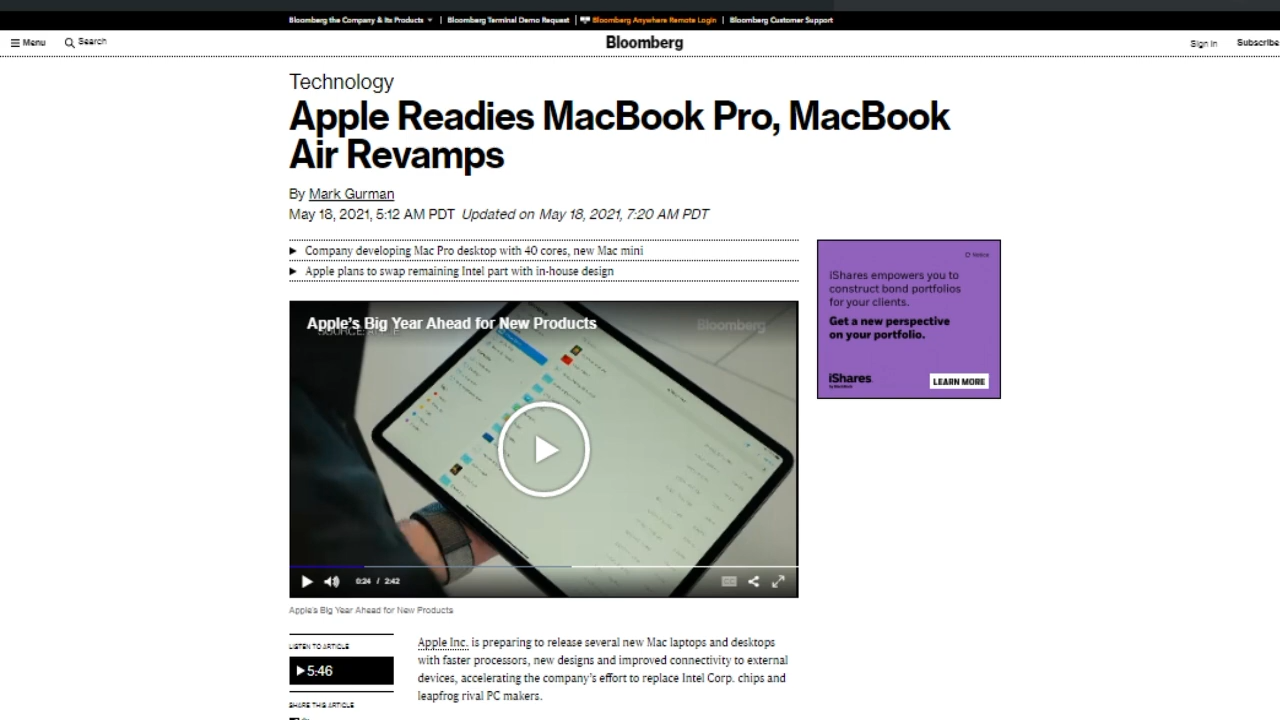 Bloomberg the Company & Its Products
Bloomberg Terminal Demo Request
Bloomberg Anywhere Remote Login
Bloomberg Customer Support
Menu
Search
Bloomberg
Sign In
Subscribe
Technology
Apple Readies MacBook Pro, MacBook
Air Revamps
By Mark Gurman
May 18, 2021, 5:12 AM PDT Updated on May 18, 2021, 7:20 AM PDT
Company developing Mac Pro desktop with 40 cores, new Mac mini
Apple plans to swap remaining Intel part with in-house design
iShares empowers you to
construct bond portfolios
for your clients.
Get a new perspective
on your portfolio.
iShares
LEARN MORE
Apple's Big Year Ahead for New Products
SOURCE: APPLE
Bloomberg
0:24 / 2:42
CC
Apple's Big Year Ahead for New Products
LISTEN TO ARTICLE
5:46
SHARE THIS ARTICLE
Apple Inc. is preparing to release several new Mac laptops and desktops
with faster processors, new designs and improved connectivity to external
devices, accelerating the company's effort to replace Intel Corp. chips and
leapfrog rival PC makers.